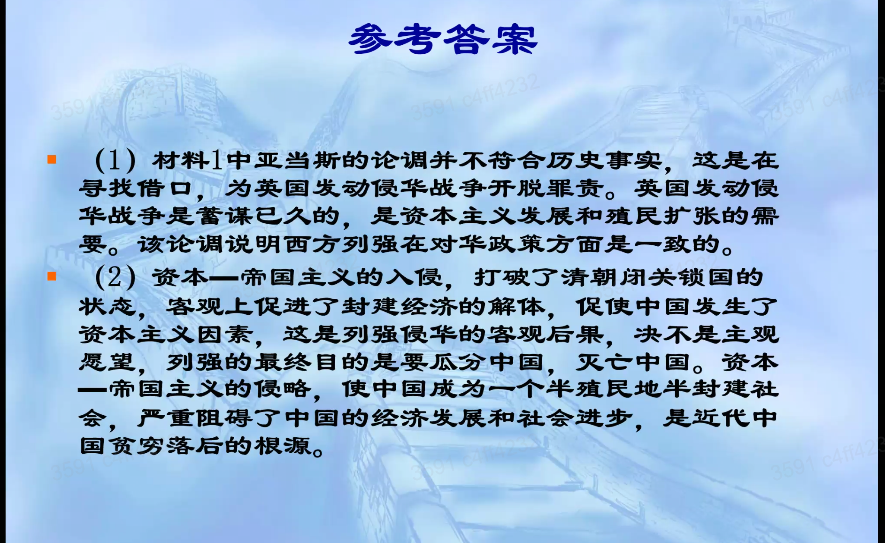 参考答案
（1）材料1中亚当斯的论调并不符合历史事实，这是在
寻找借口，为英国发动侵华战争开脱罪责。英国发动侵
华战争是蓄谋已久的，是资本主义发展和殖民扩张的需
要。该论调说明西方列强在对华政策方面是一致的。
（2）资本—帝国主义的入侵，打破了清朝闭关锁国的
状态，客观上促进了封建经济的解体，促使中国发生了
资本主义因素，这是列强侵华的客观后果，决不是主观
愿望，列强的最终目的是要瓜分中国，灭亡中国。资本
—帝国主义的侵略，使中国成为一个半殖民地半封建社
会，严重阻碍了中国的经济发展和社会进步，是近代中
国贫穷落后的根源。